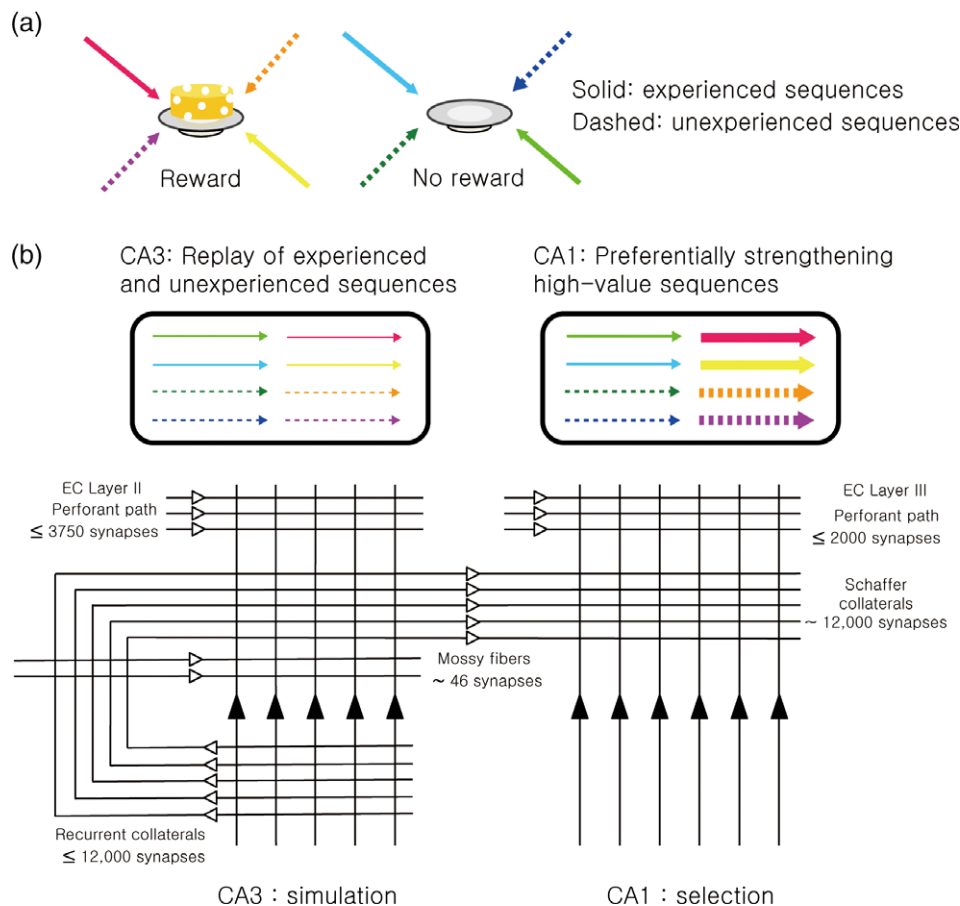 (a)
Solid: experienced sequences
Dashed: unexperienced sequences
Reward
No reward
(b)
CA3: Replay of experienced
and unexperienced sequences
CA1: Preferentially strengthening
high-value sequences
EC Layer II
Perforant path
≤ 3750 synapses
EC Layer III
Perforant path
≤ 2000 synapses
Schaffer
collaterals
~ 12,000 synapses
Mossy fibers
~ 46 synapses
Recurrent collaterals
≤ 12,000 synapses
CA3 : simulation
CA1 : selection